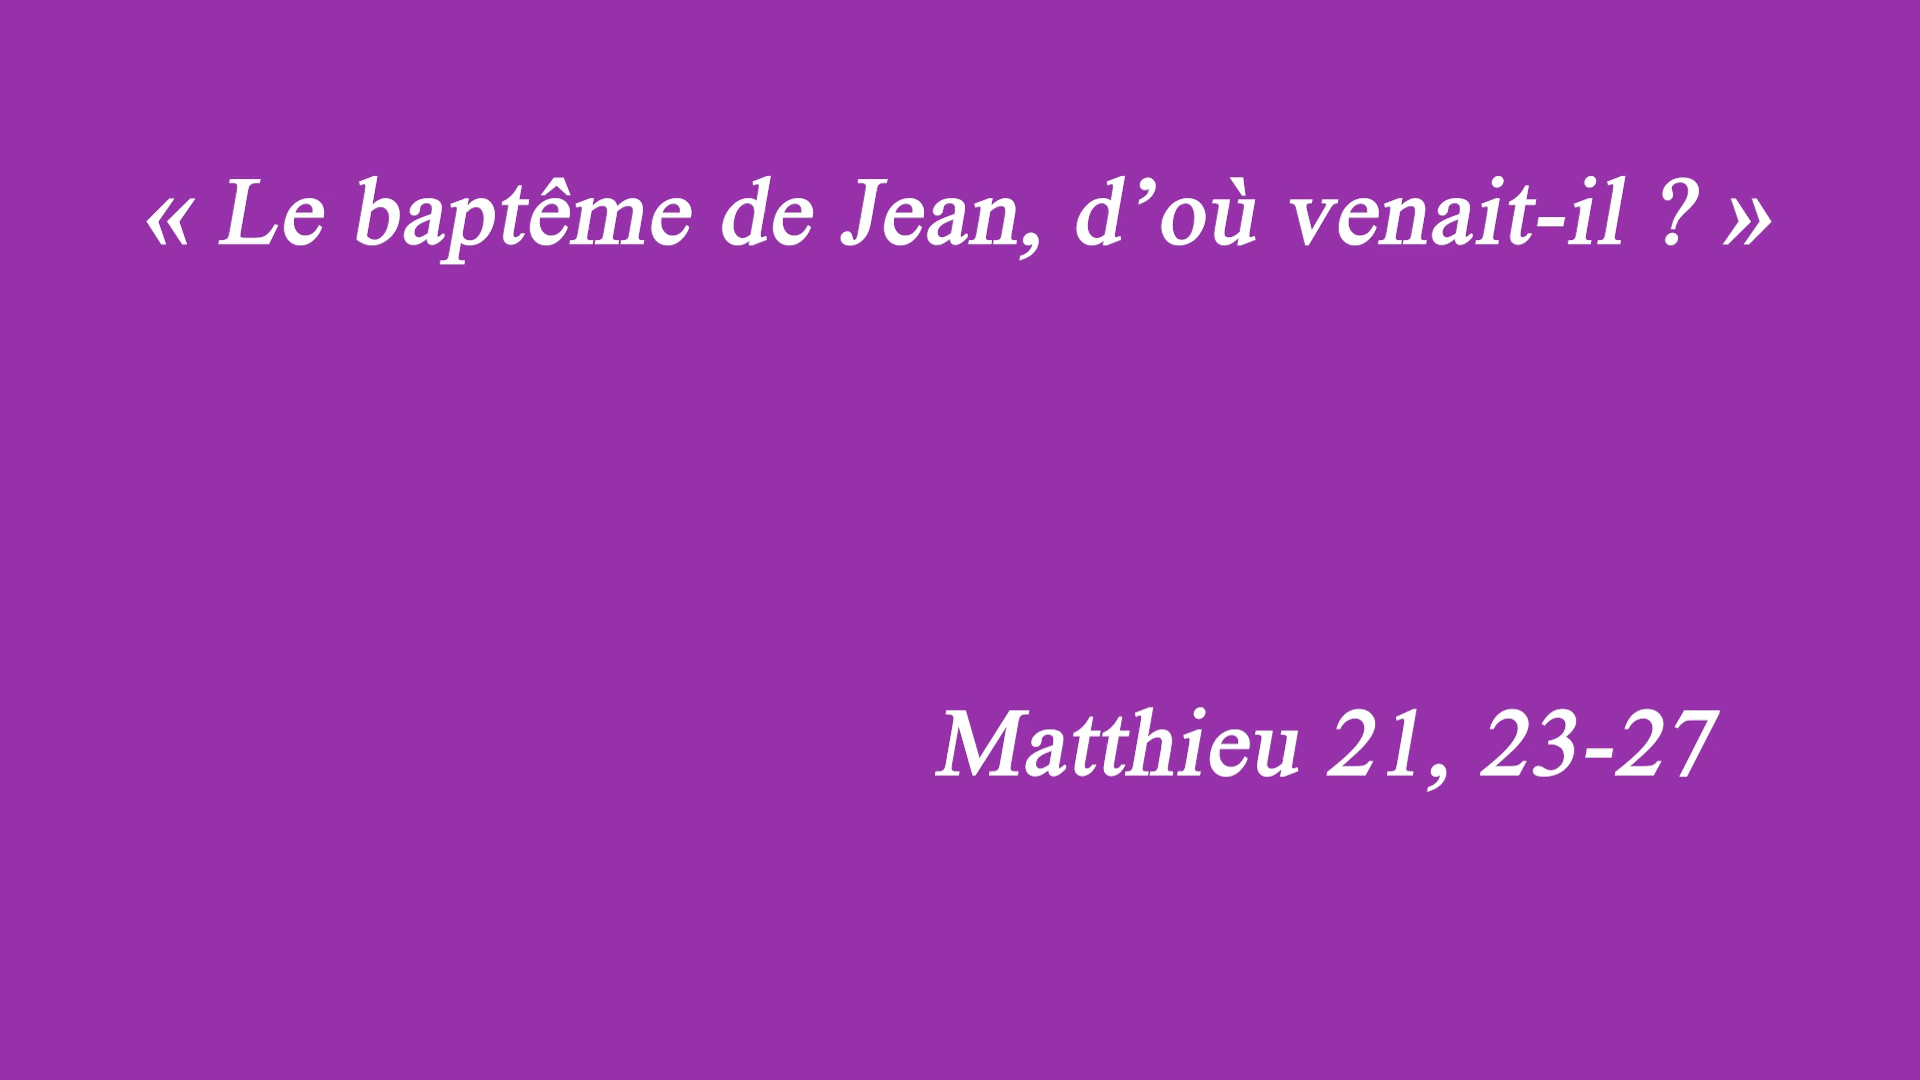 « Le baptême de Jean, d’où venait-il ? »
Matthieu 21, 23-27